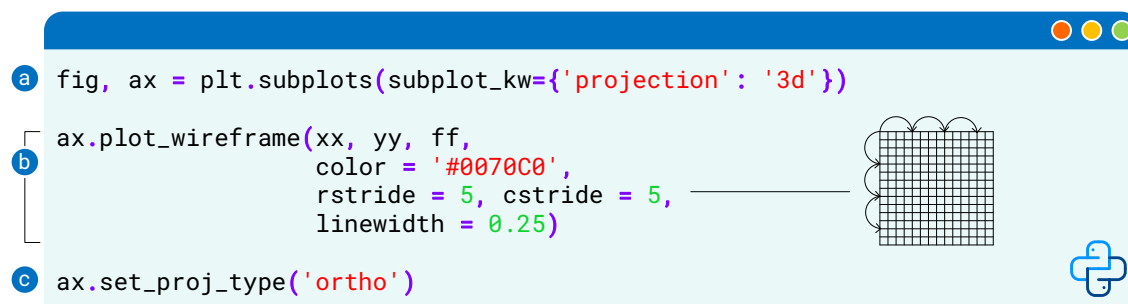 a fig, ax = plt.subplots(subplot_kw={'projection': '3d'})
b ax.plot_wireframe(xx, yy, ff,
color = '#0070C0',
rstride = 5, cstride = 5,
linewidth = 0.25)
c ax.set_proj_type('ortho')